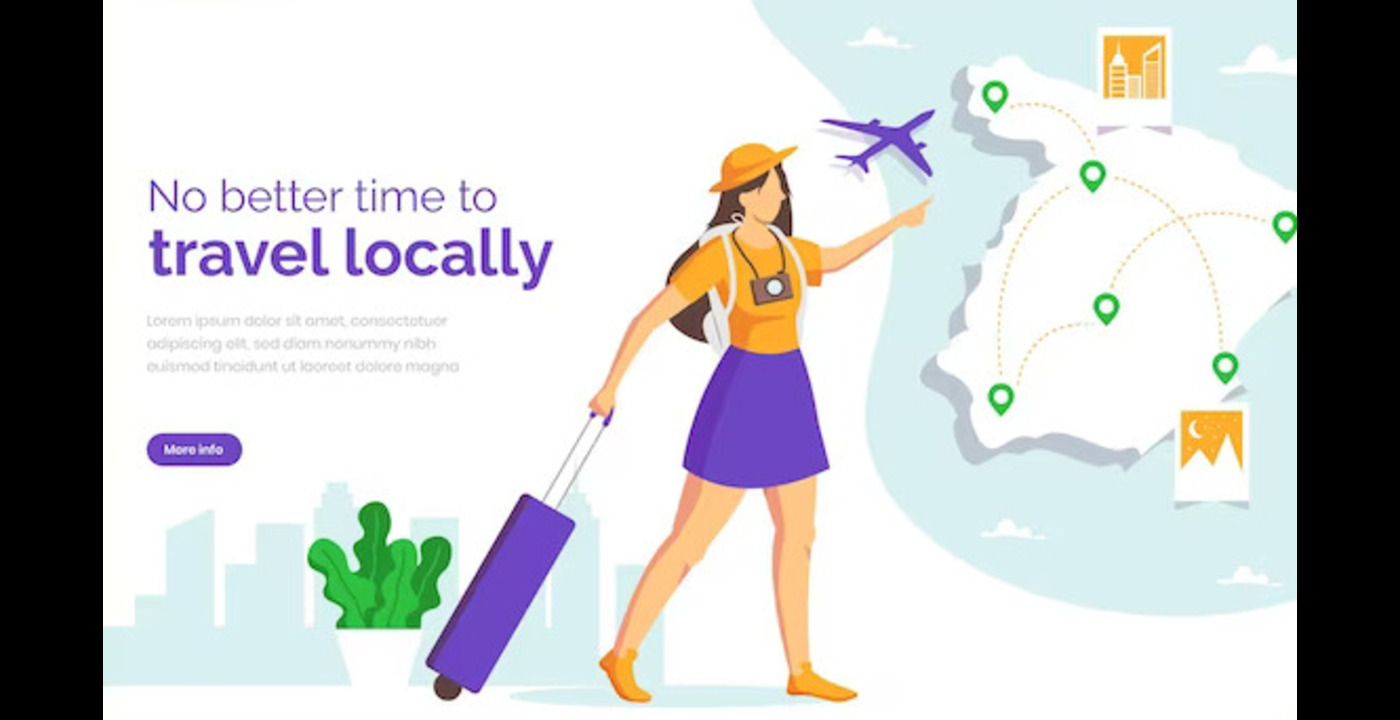 No better time to
travel locally
Lorem ipsum dolor sit amet, consectetuer
adipiscing elit, sed diam nonummy nibh
euismod tincidunt ut laoreet dolore magna
More info